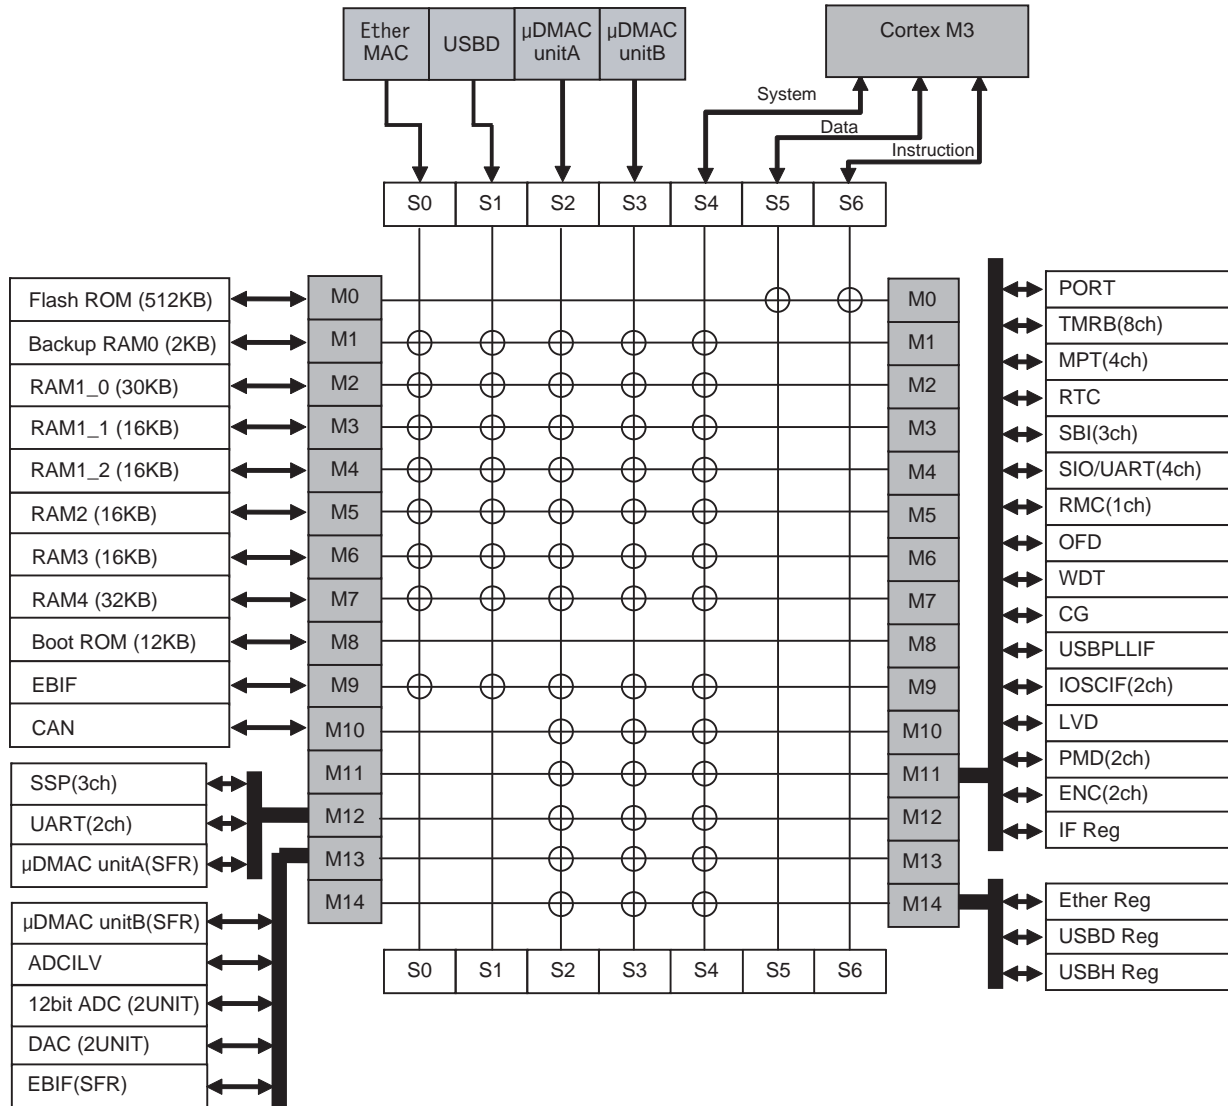 Ether MAC
USBD
µDMAC unitA
µDMAC unitB
Cortex M3
System
Data
Instruction
S0 S1 S2 S3 S4 S5 S6
Flash ROM (512KB)
Backup RAM0 (2KB)
RAM1_0 (30KB)
RAM1_1 (16KB)
RAM1_2 (16KB)
RAM2 (16KB)
RAM3 (16KB)
RAM4 (32KB)
Boot ROM (12KB)
EBIF
CAN
SSP(3ch)
UART(2ch)
µDMAC unitA(SFR)
µDMAC unitB(SFR)
ADCILV
12bit ADC (2UNIT)
DAC (2UNIT)
EBIF(SFR)
M0
M1
M2
M3
M4
M5
M6
M7
M8
M9
M10
M11
M12
M13
M14
M0
M1
M2
M3
M4
M5
M6
M7
M8
M9
M10
M11
M12
M13
M14
S0 S1 S2 S3 S4 S5 S6
PORT
TMRB(8ch)
MPT(4ch)
RTC
SBI(3ch)
SIO/UART(4ch)
RMC(1ch)
OFD
WDT
CG
USBPLLIF
IOSCIF(2ch)
LVD
PMD(2ch)
ENC(2ch)
IF Reg
Ether Reg
USBD Reg
USBH Reg